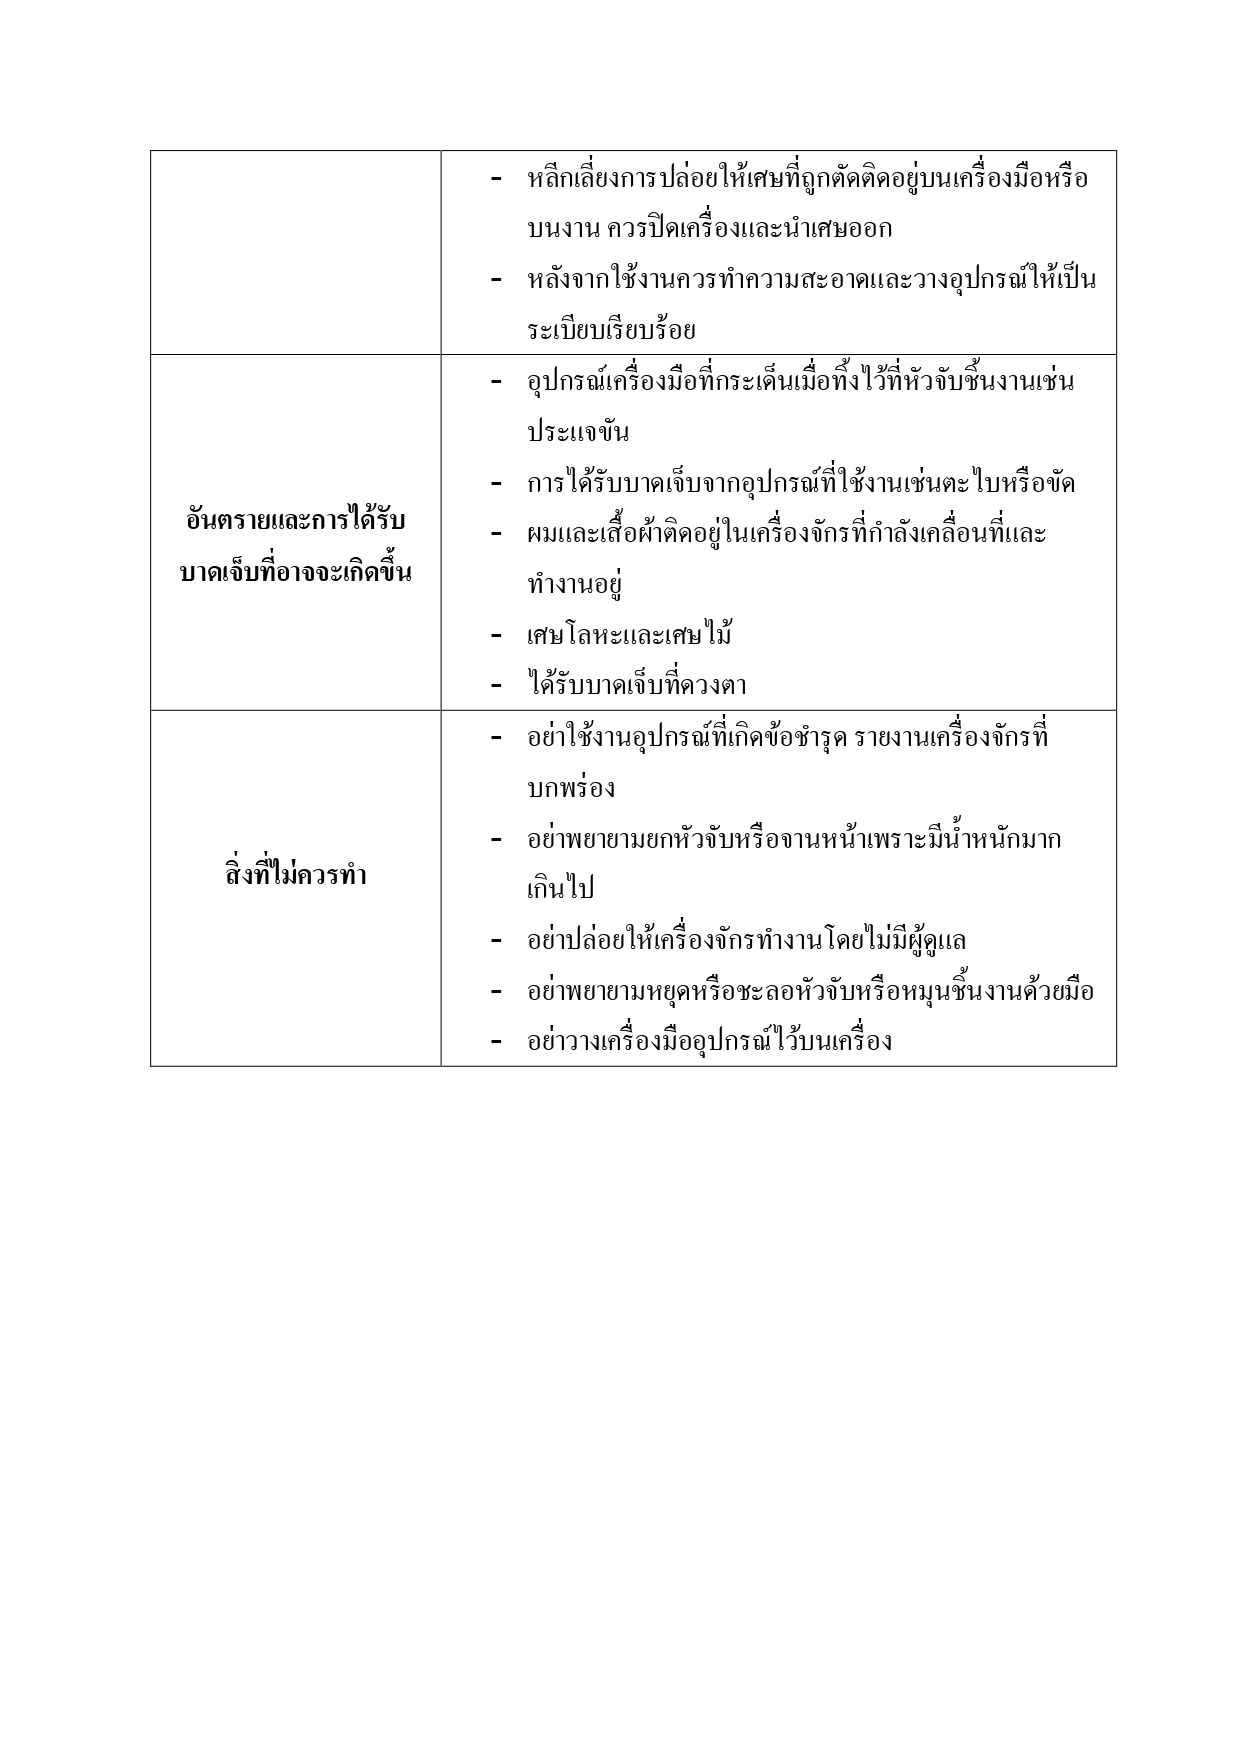 - หลีกเลี่ยงการปล่อยให้เศษที่ถูกตัดติดอยู่บนเครื่องมือหรือ
บนงาน ควรปิดเครื่องและนำเศษออก
- หลังจากใช้งานควรทำความสะอาดและวางอุปกรณ์ให้เป็น
ระเบียบเรียบร้อย
อันตรายและการได้รับ
บาดเจ็บที่อาจจะเกิดขึ้น
- อุปกรณ์เครื่องมือที่กระเด็นเมื่อทิ้งไว้ที่หัวจับชิ้นงานเช่น
ประแจขัน
- การได้รับบาดเจ็บจากอุปกรณ์ที่ใช้งานเช่นตะไบหรือขัด
- ผมและเสื้อผ้าติดอยู่ในเครื่องจักรที่กำลังเคลื่อนที่และ
ทำงานอยู่
- เศษโลหะและเศษไม้
- ได้รับบาดเจ็บที่ดวงตา
สิ่งที่ไม่ควรทำ
- อย่าใช้งานอุปกรณ์ที่เกิดข้อชำรุด รายงานเครื่องจักรที่
บกพร่อง
- อย่าพยายามยกหัวจับหรือจานหน้าเพราะมีน้ำหนักมาก
เกินไป
- อย่าปล่อยให้เครื่องจักรทำงานโดยไม่มีผู้ดูแล
- อย่าพยายามหยุดหรือชะลอหัวจับหรือหมุนชิ้นงานด้วยมือ
- อย่าวางเครื่องมืออุปกรณ์ไว้บนเครื่อง